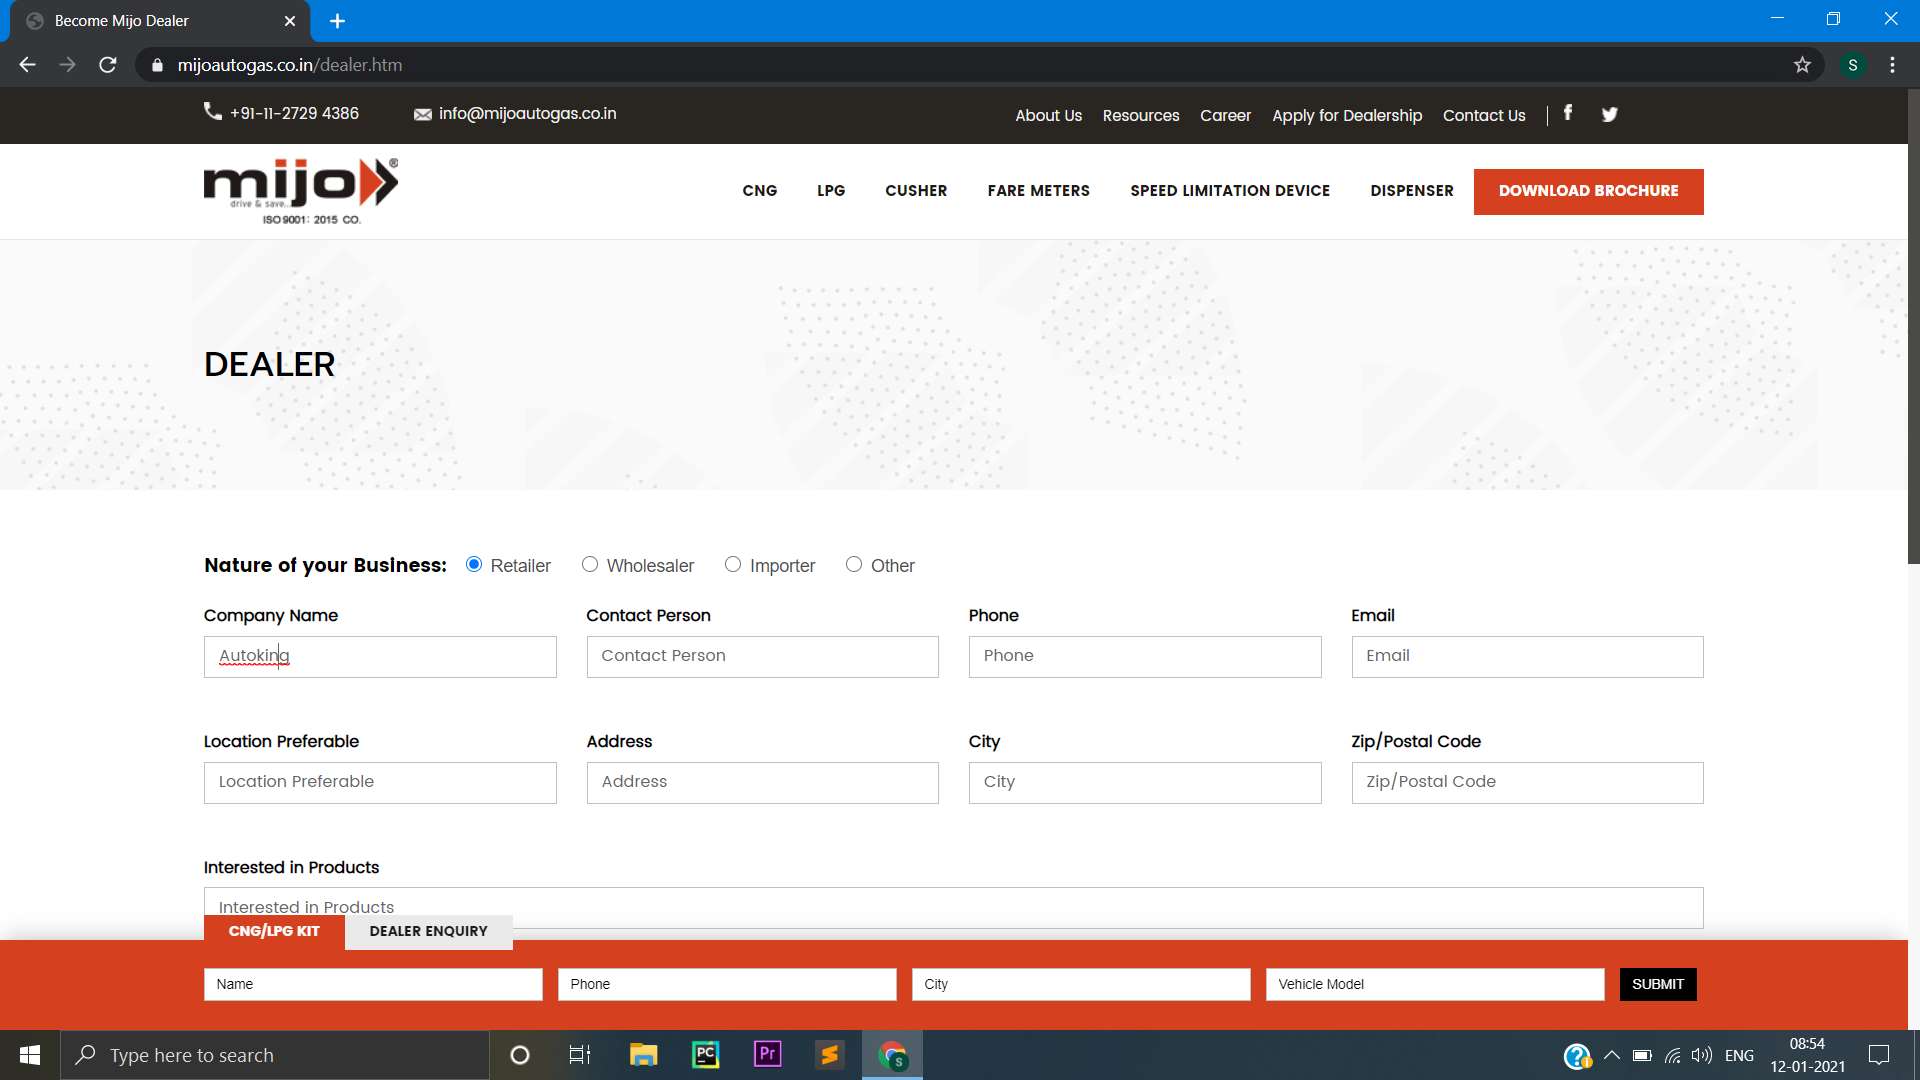 Become Mijo Dealer
mijoautogas.co.in/dealer.htm
S
+91-11-2729 4386
info@mijoautogas.co.in
About Us
Resources
Career
Apply for Dealership
Contact Us
mijo®
drive & save...
ISO 9001: 2015 CO.
CNG
LPG
CUSHER
FARE METERS
SPEED LIMITATION DEVICE
DISPENSER
DOWNLOAD BROCHURE
DEALER
Nature of your Business: Retailer Wholesaler Importer Other
Company Name Contact Person Phone Email
Autoking Contact Person Phone Email
Location Preferable Address City Zip/Postal Code
Location Preferable Address City Zip/Postal Code
Interested in Products
Interested in Products
CNG/LPG KIT DEALER ENQUIRY
Name Phone City Vehicle Model SUBMIT
Type here to search
PC
Pr
S
ENG
08:54
12-01-2021